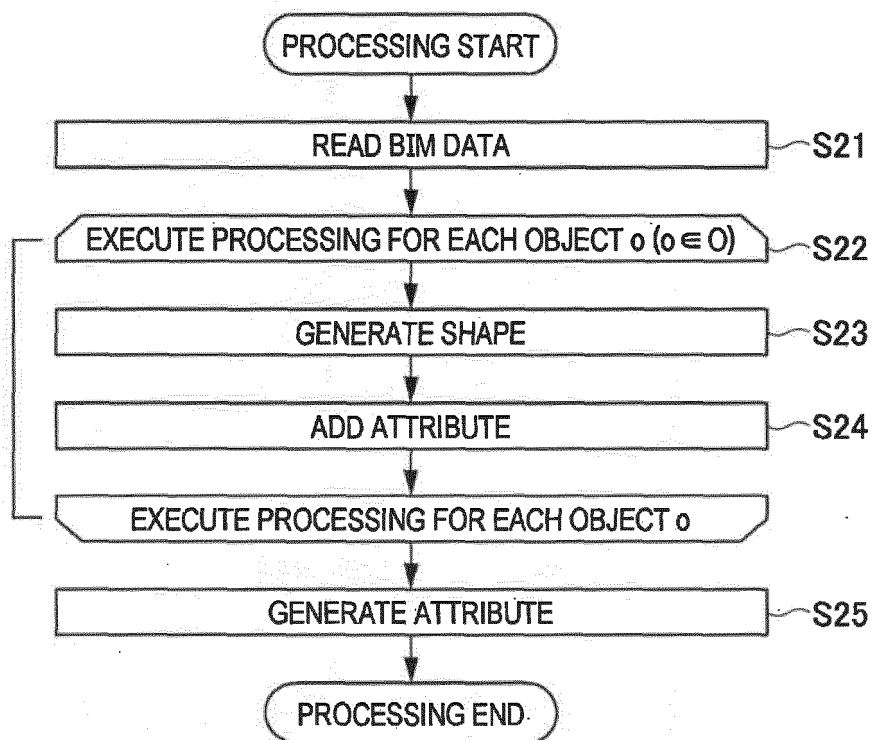 PROCESSING START
READ BIM DATA
S21
EXECUTE PROCESSING FOR EACH OBJECT o (o ∈ O)
S22
GENERATE SHAPE
S23
ADD ATTRIBUTE
S24
EXECUTE PROCESSING FOR EACH OBJECT o
GENERATE ATTRIBUTE
S25
PROCESSING END